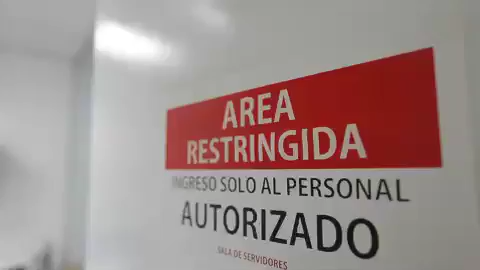 AREA
RESTRINGIDA
INGRESO SOLO AL PERSONAL
AUTORIZADO
SALA DE SERVIDORES